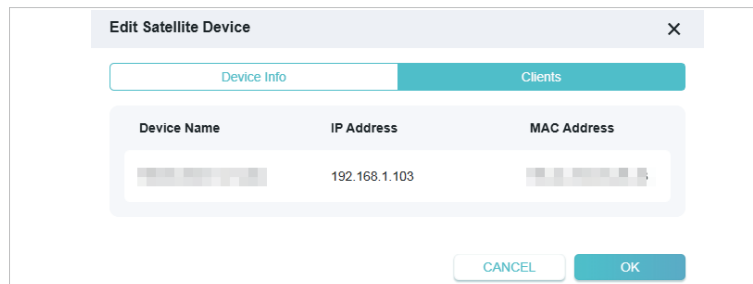 Edit Satellite Device
Device Info Clients
Device Name IP Address MAC Address
192.168.1.103
CANCEL OK